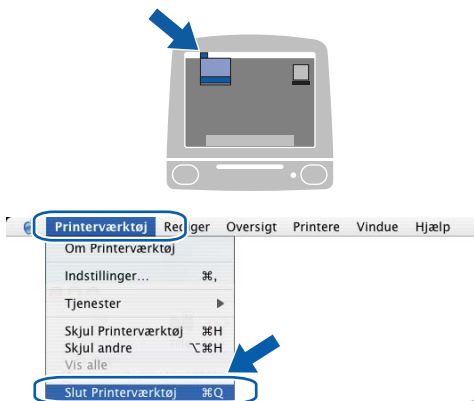 Printerværktøj Rediger Oversigt Printere Vindue Hjælp
Om Printerværktøj
Indstillinger... ⌘,
Tjenester ▶
Skjul Printerværktøj ⌘H
Skjul andre ⌥⌘H
Vis alle
Slut Printerværktøj ⌘Q